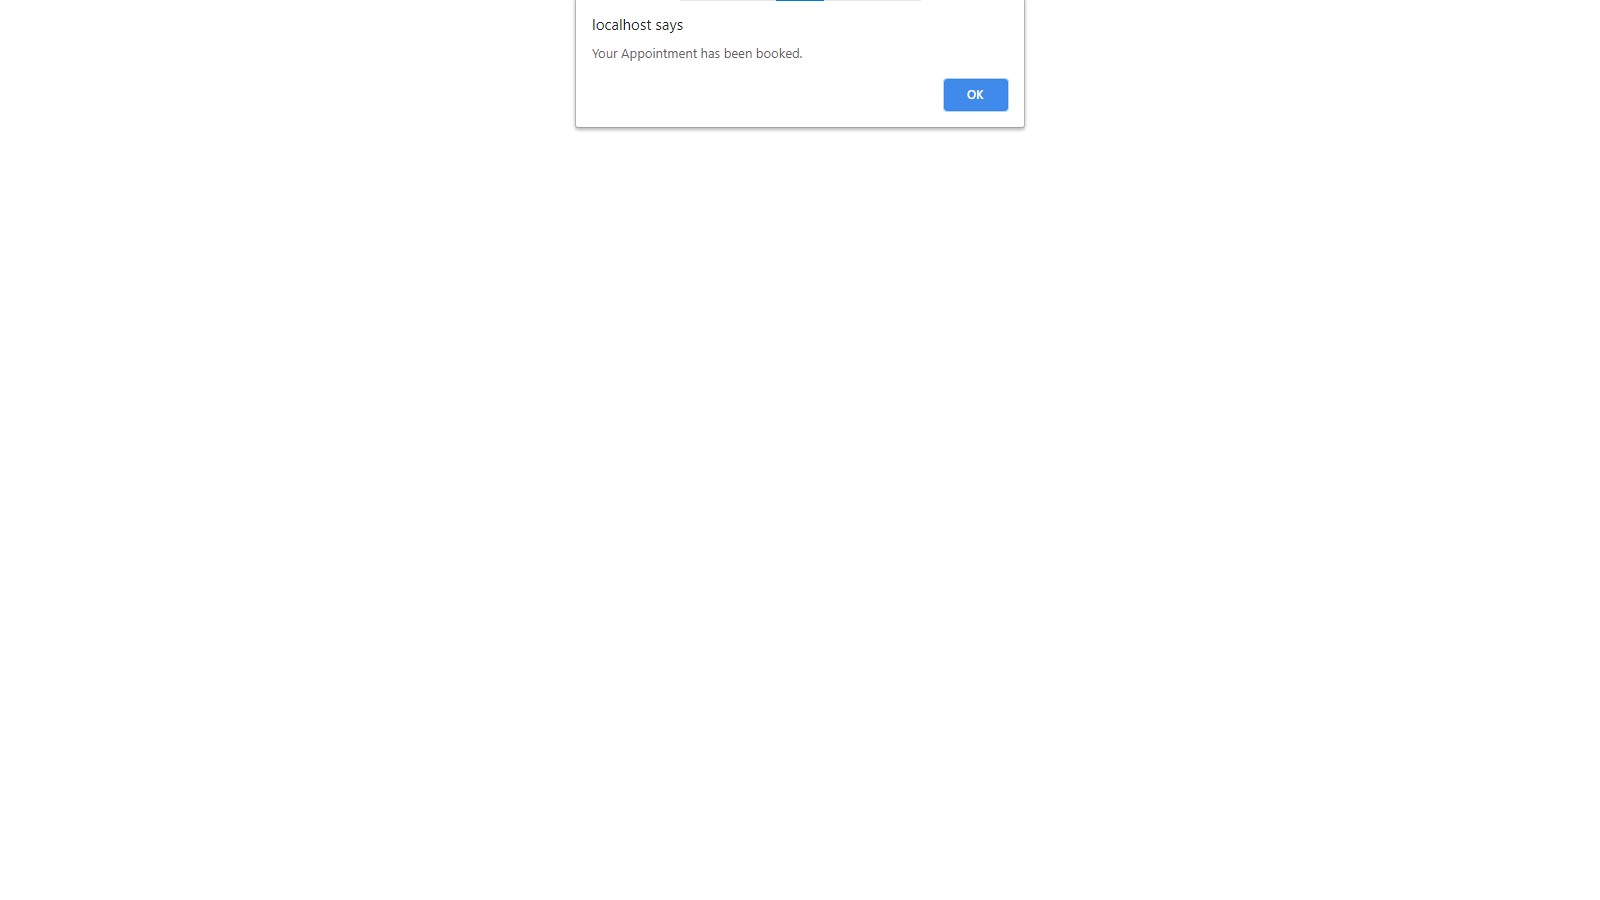 localhost says
Your Appointment has been booked.
OK